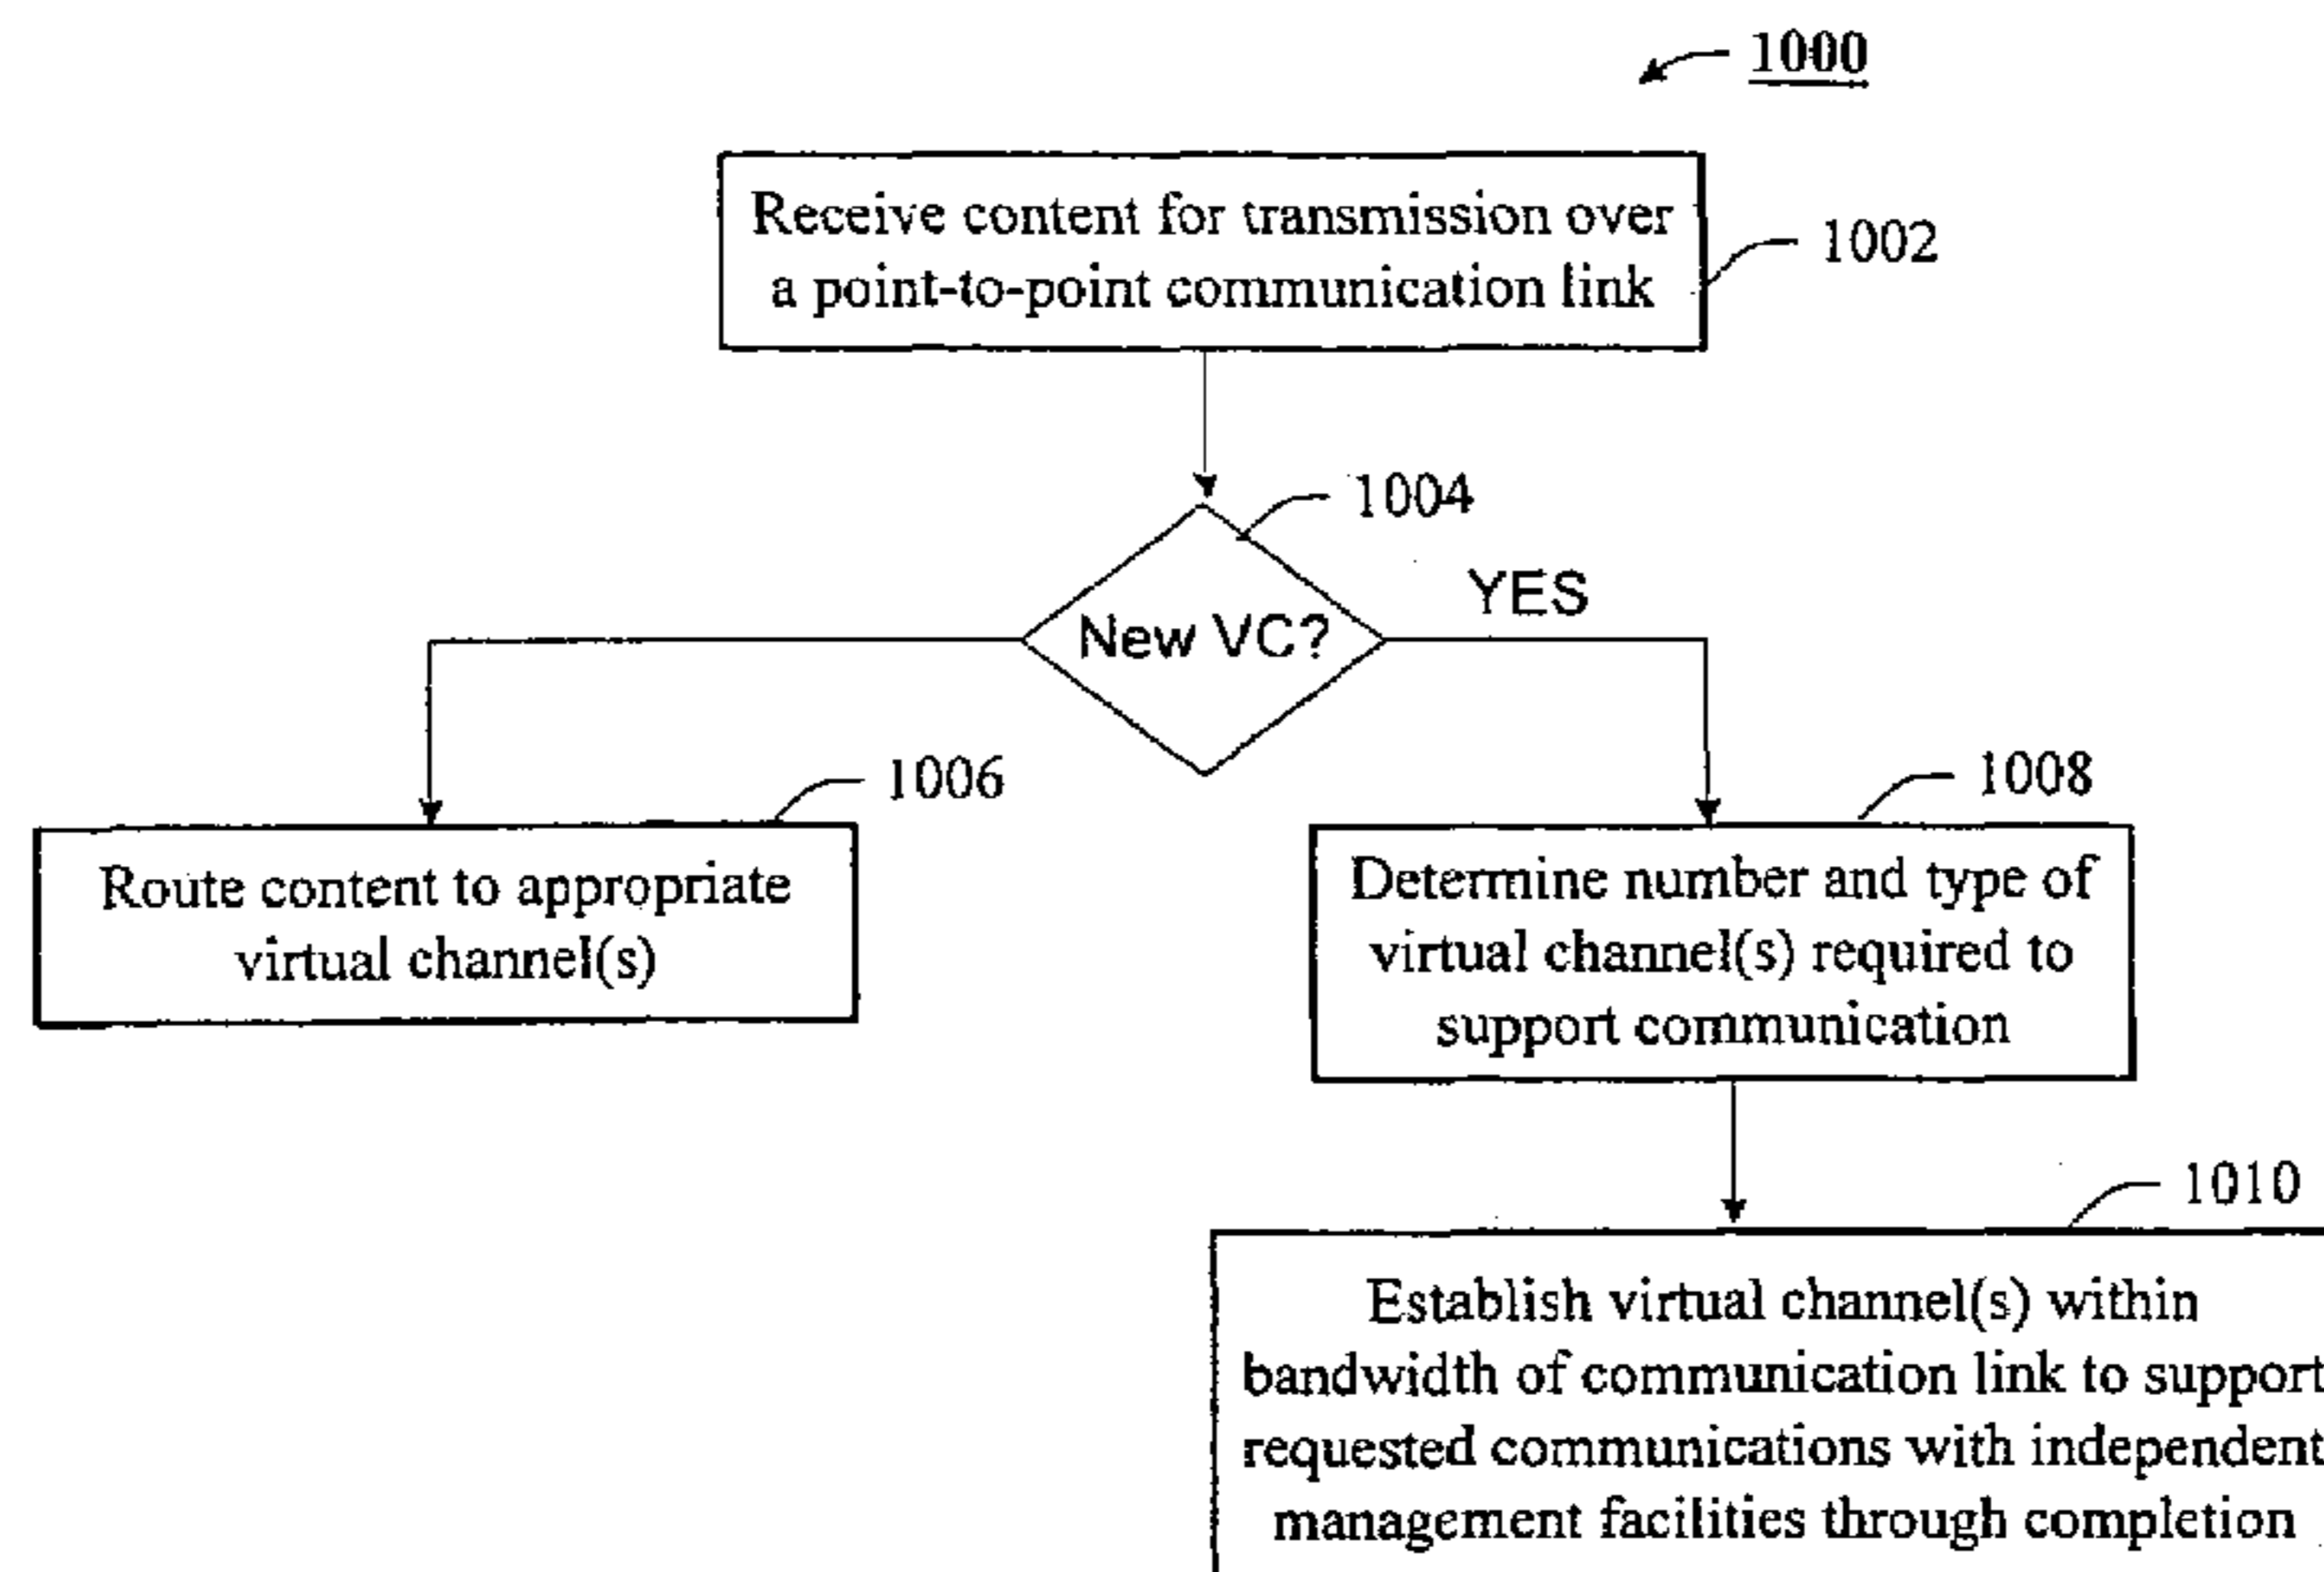 1000
Receive content for transmission over
a point-to-point communication link
1002
1004
New VC?
YES
1006
Route content to appropriate
virtual channel(s)
1008
Determine number and type of
virtual channel(s) required to
support communication
1010
Establish virtual channel(s) within
bandwidth of communication link to support
requested communications with independent
management facilities through completion